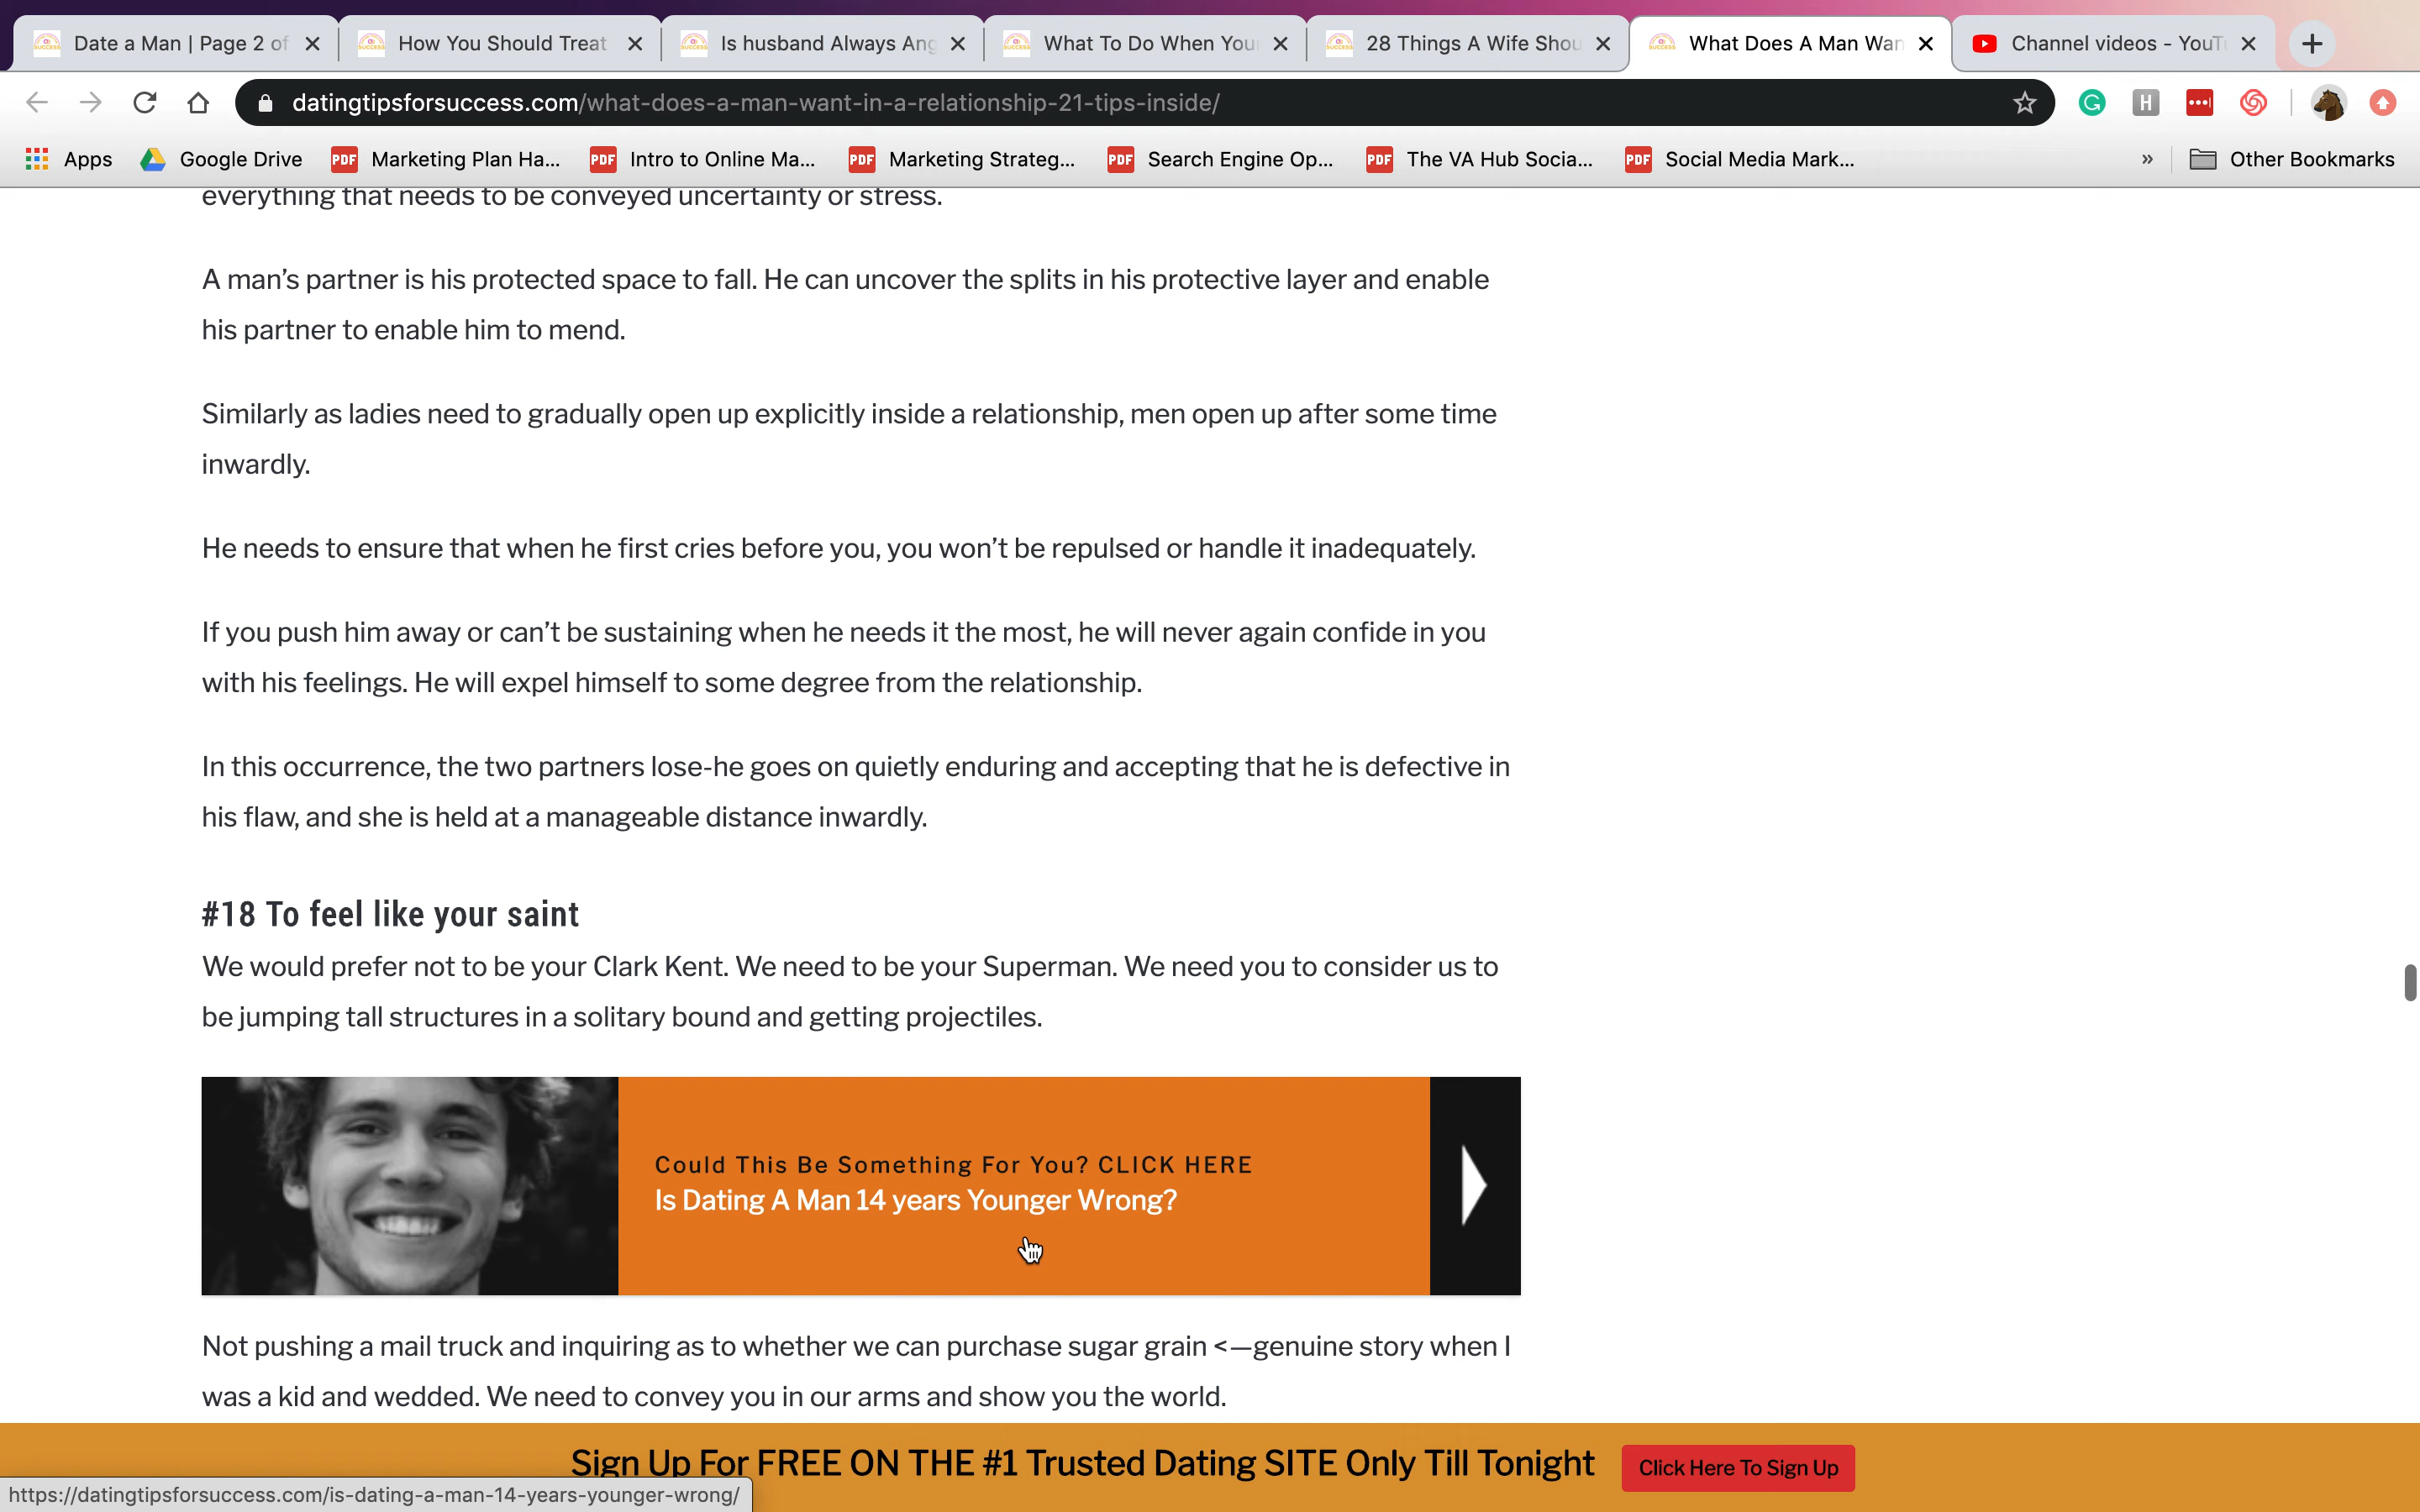 Date a Man | Page 2 of
How You Should Treat
Is husband Always Ang
What To Do When You
28 Things A Wife Shou
What Does A Man Wan
Channel videos - YouT
datingtipsforsuccess.com/what-does-a-man-want-in-a-relationship-21-tips-inside/
Apps
Google Drive
PDF Marketing Plan Ha...
PDF Intro to Online Ma...
PDF Marketing Strateg...
PDF Search Engine Op...
PDF The VA Hub Socia...
PDF Social Media Mark...
»
Other Bookmarks
everything that needs to be conveyed uncertainty or stress.
A man’s partner is his protected space to fall. He can uncover the splits in his protective layer and enable
his partner to enable him to mend.
Similarly as ladies need to gradually open up explicitly inside a relationship, men open up after some time
inwardly.
He needs to ensure that when he first cries before you, you won’t be repulsed or handle it inadequately.
If you push him away or can’t be sustaining when he needs it the most, he will never again confide in you
with his feelings. He will expel himself to some degree from the relationship.
In this occurrence, the two partners lose-he goes on quietly enduring and accepting that he is defective in
his flaw, and she is held at a manageable distance inwardly.
#18 To feel like your saint
We would prefer not to be your Clark Kent. We need to be your Superman. We need you to consider us to
be jumping tall structures in a solitary bound and getting projectiles.
Could This Be Something For You? CLICK HERE
Is Dating A Man 14 years Younger Wrong?
Not pushing a mail truck and inquiring as to whether we can purchase sugar grain <—genuine story when I
was a kid and wedded. We need to convey you in our arms and show you the world.
Sign Up For FREE ON THE #1 Trusted Dating SITE Only Till Tonight
Click Here To Sign Up
https://datingtipsforsuccess.com/is-dating-a-man-14-years-younger-wrong/